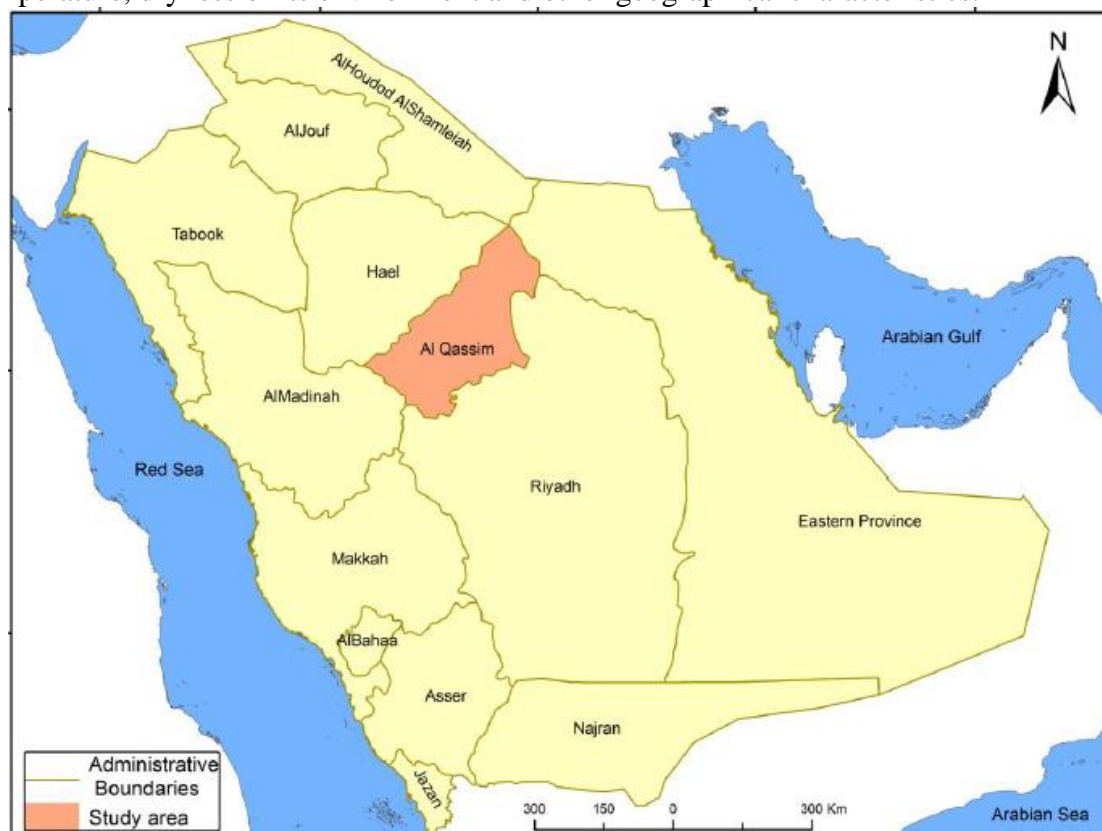 N
AlHoudod AlShamleiah
AlJouf
Tabook
Hael
Al Qassim
Arabian Gulf
AlMadinah
Red Sea
Riyadh
Eastern Province
Makkah
AlBahaa
Asser
Najran
Jazan
Administrative
Boundaries
Study area
300 150 0 300 Km
Arabian Sea